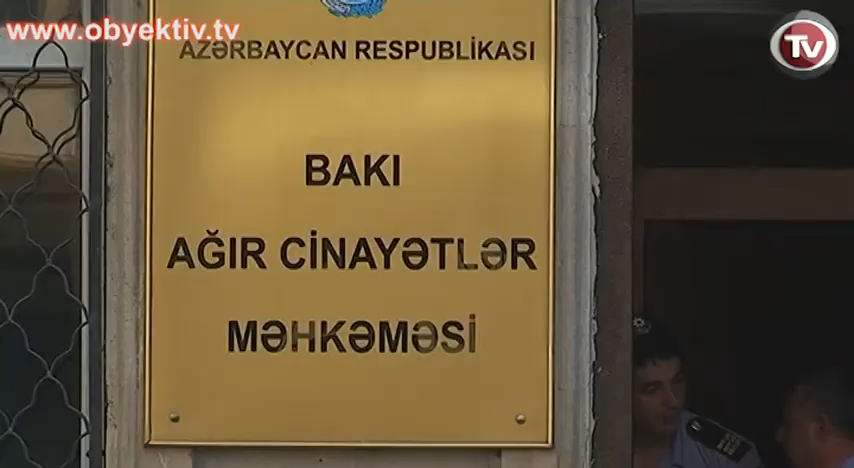 www.obyektiv.tv
TV
AZƏRBAYCAN RESPUBLİKASI
BAKI
AĞIR CİNAYƏTLƏR
MƏHKƏMƏSİ